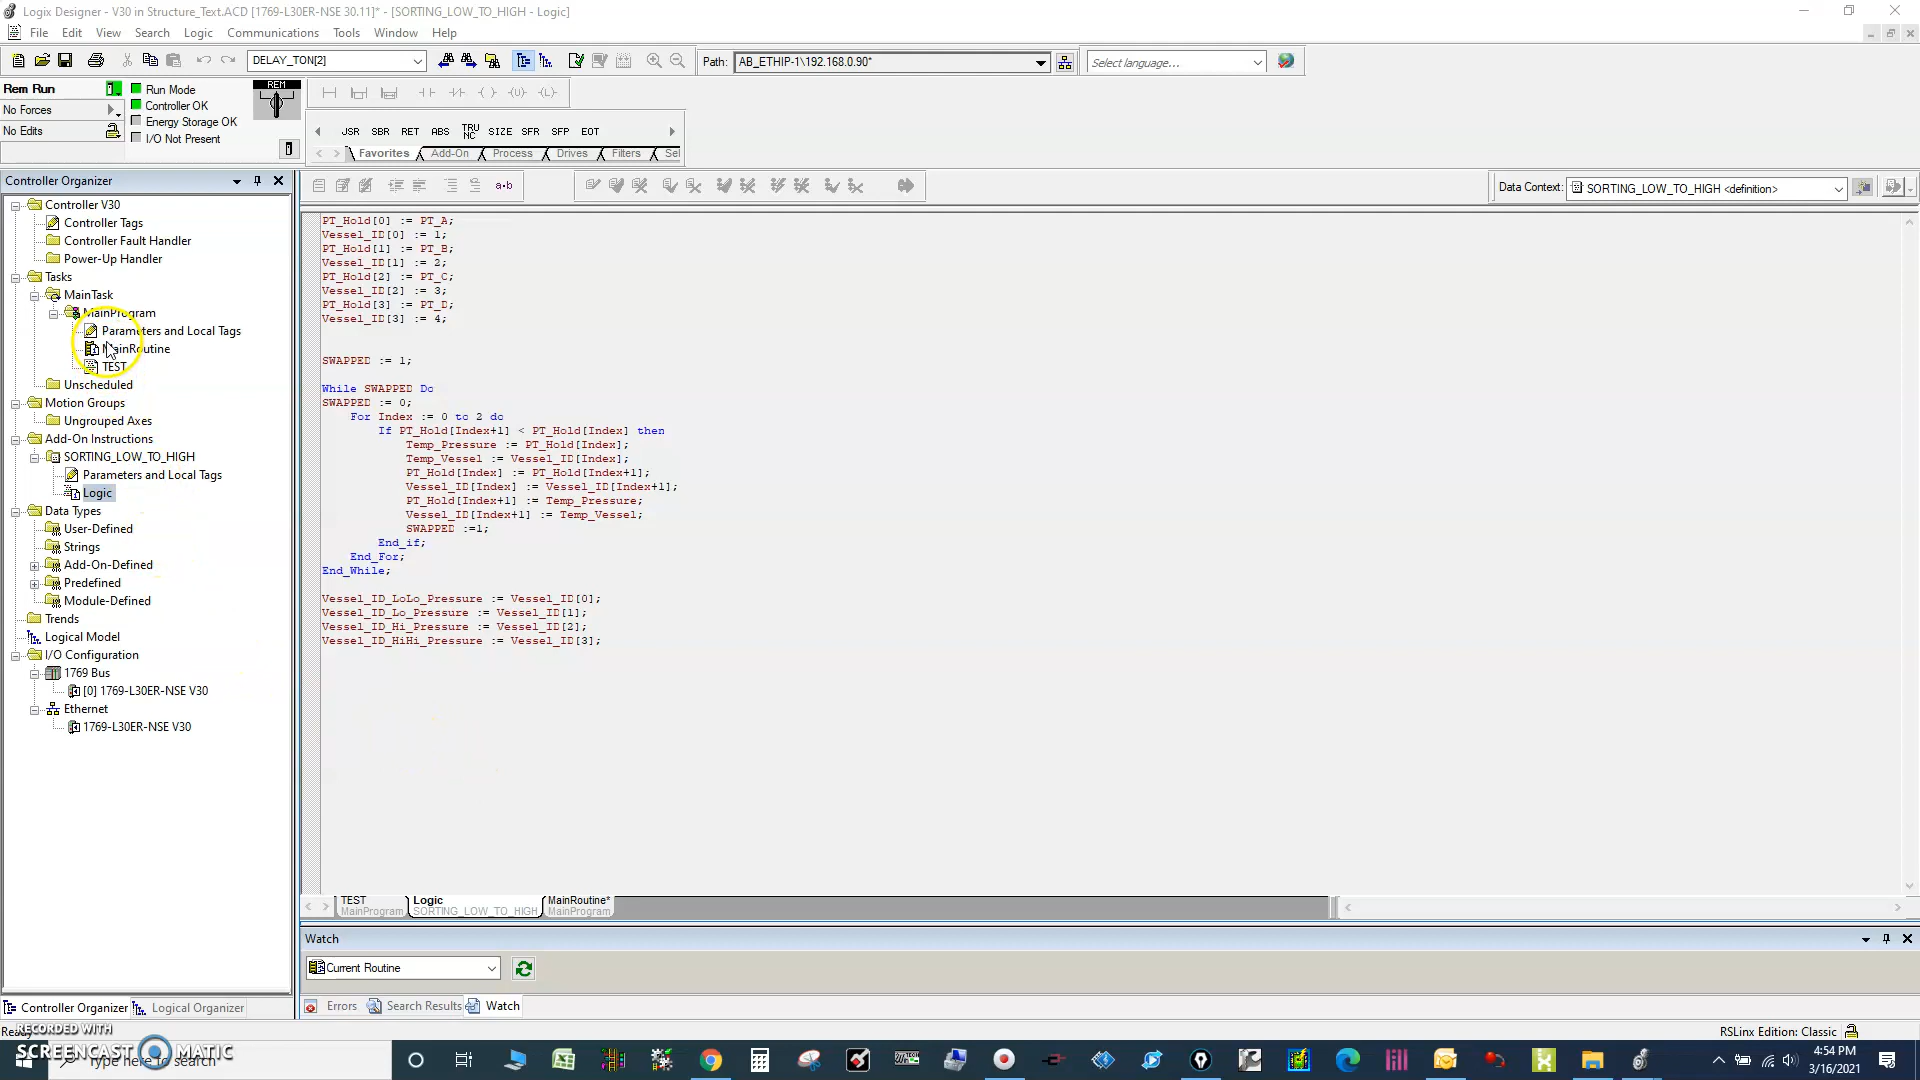 Logix Designer - V30 in Structure_Text.ACD [1769-L30ER-NSE 30.11]* - [SORTING_LOW_TO_HIGH - Logic]
File Edit View Search Logic Communications Tools Window Help
DELAY_TON[2]
Path: AB_ETHIP-1\192.168.0.90*
Select language...
Rem Run
No Forces
No Edits
Run Mode
Controller OK
Energy Storage OK
I/O Not Present
REM
JSR SBR RET ABS TRUNC SIZE SFR SFP EOT
Favorites Add-On Process Drives Filters Sel
Controller Organizer
Data Context: SORTING_LOW_TO_HIGH <definition>
Controller V30
Controller Tags
Controller Fault Handler
Power-Up Handler
Tasks
MainTask
MainProgram
Parameters and Local Tags
MainRoutine
TEST
Unscheduled
Motion Groups
Ungrouped Axes
Add-On Instructions
SORTING_LOW_TO_HIGH
Parameters and Local Tags
Logic
Data Types
User-Defined
Strings
Add-On-Defined
Predefined
Module-Defined
Trends
Logical Model
I/O Configuration
1769 Bus
[0] 1769-L30ER-NSE V30
Ethernet
1769-L30ER-NSE V30
PT_Hold[0] := PT_A;
Vessel_ID[0] := 1;
PT_Hold[1] := PT_B;
Vessel_ID[1] := 2;
PT_Hold[2] := PT_C;
Vessel_ID[2] := 3;
PT_Hold[3] := PT_D;
Vessel_ID[3] := 4;
SWAPPED := 1;
While SWAPPED Do
SWAPPED := 0;
For Index := 0 to 2 do
If PT_Hold[Index+1] < PT_Hold[Index] then
Temp_Pressure := PT_Hold[Index];
Temp_Vessel := Vessel_ID[Index];
PT_Hold[Index] := PT_Hold[Index+1];
Vessel_ID[Index] := Vessel_ID[Index+1];
PT_Hold[Index+1] := Temp_Pressure;
Vessel_ID[Index+1] := Temp_Vessel;
SWAPPED :=1;
End_if;
End_For;
End_While;
Vessel_ID_LoLo_Pressure := Vessel_ID[0];
Vessel_ID_Lo_Pressure := Vessel_ID[1];
Vessel_ID_Hi_Pressure := Vessel_ID[2];
Vessel_ID_HiHi_Pressure := Vessel_ID[3];
TEST Logic MainRoutine*
MainProgram SORTING_LOW_TO_HIGH MainProgram
Watch
Current Routine
Controller Organizer Logical Organizer
Errors Search Results Watch
Ready
RSLinx Edition: Classic
RECORDED WITH
SCREENCAST MATIC
Type here to search
4:54 PM
3/16/2021